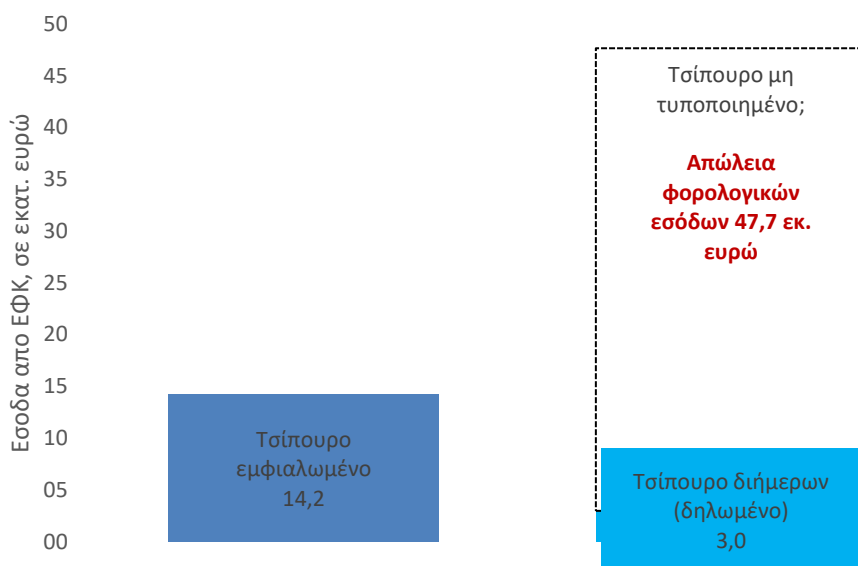 Εσοδα απο ΕΦΚ, σε εκατ. ευρώ
50
45
40
35
30
25
20
15
10
05
00
Τσίπουρο
εμφιαλωμένο
14,2
Τσίπουρο μη
τυποποιημένο;
Απώλεια
φορολογικών
εσόδων 47,7 εκ.
ευρώ
Τσίπουρο διήμερων
(δηλωμένο)
3,0